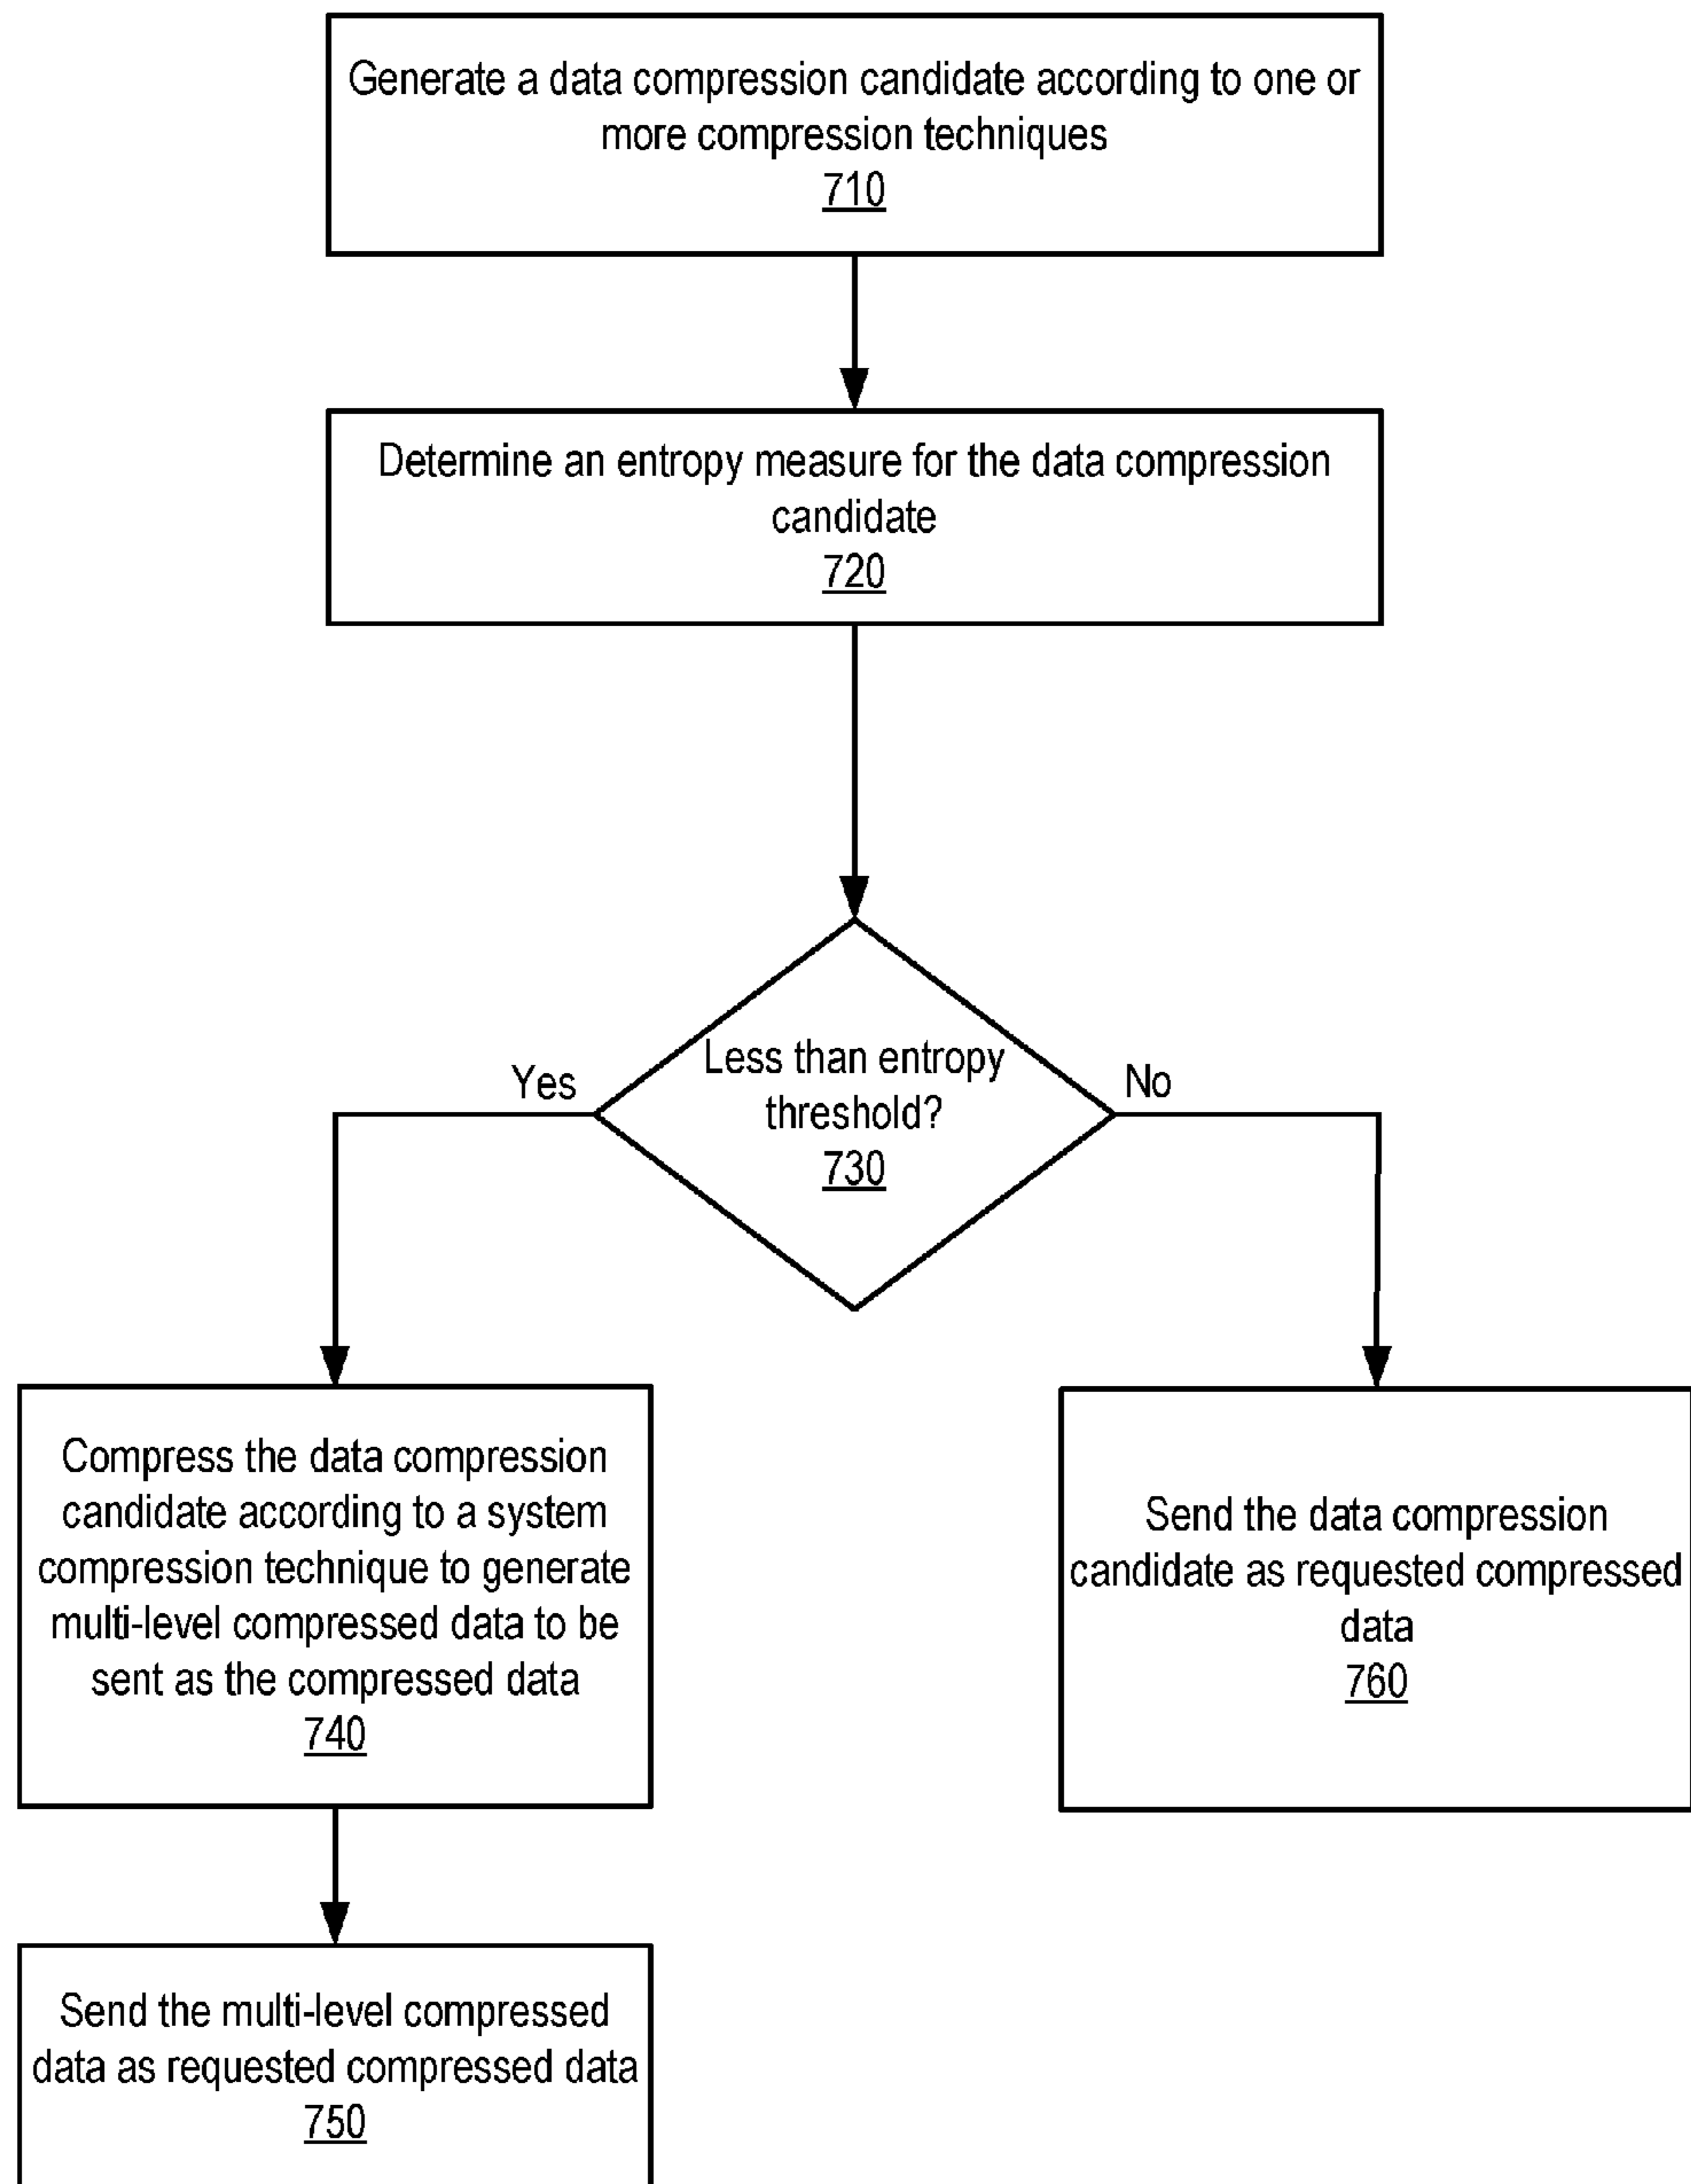 Generate a data compression candidate according to one or
more compression techniques
710
Determine an entropy measure for the data compression
candidate
720
Less than entropy
threshold?
730
Yes
No
Compress the data compression
candidate according to a system
compression technique to generate
multi-level compressed data to be
sent as the compressed data
740
Send the data compression
candidate as requested compressed
data
760
Send the multi-level compressed
data as requested compressed data
750